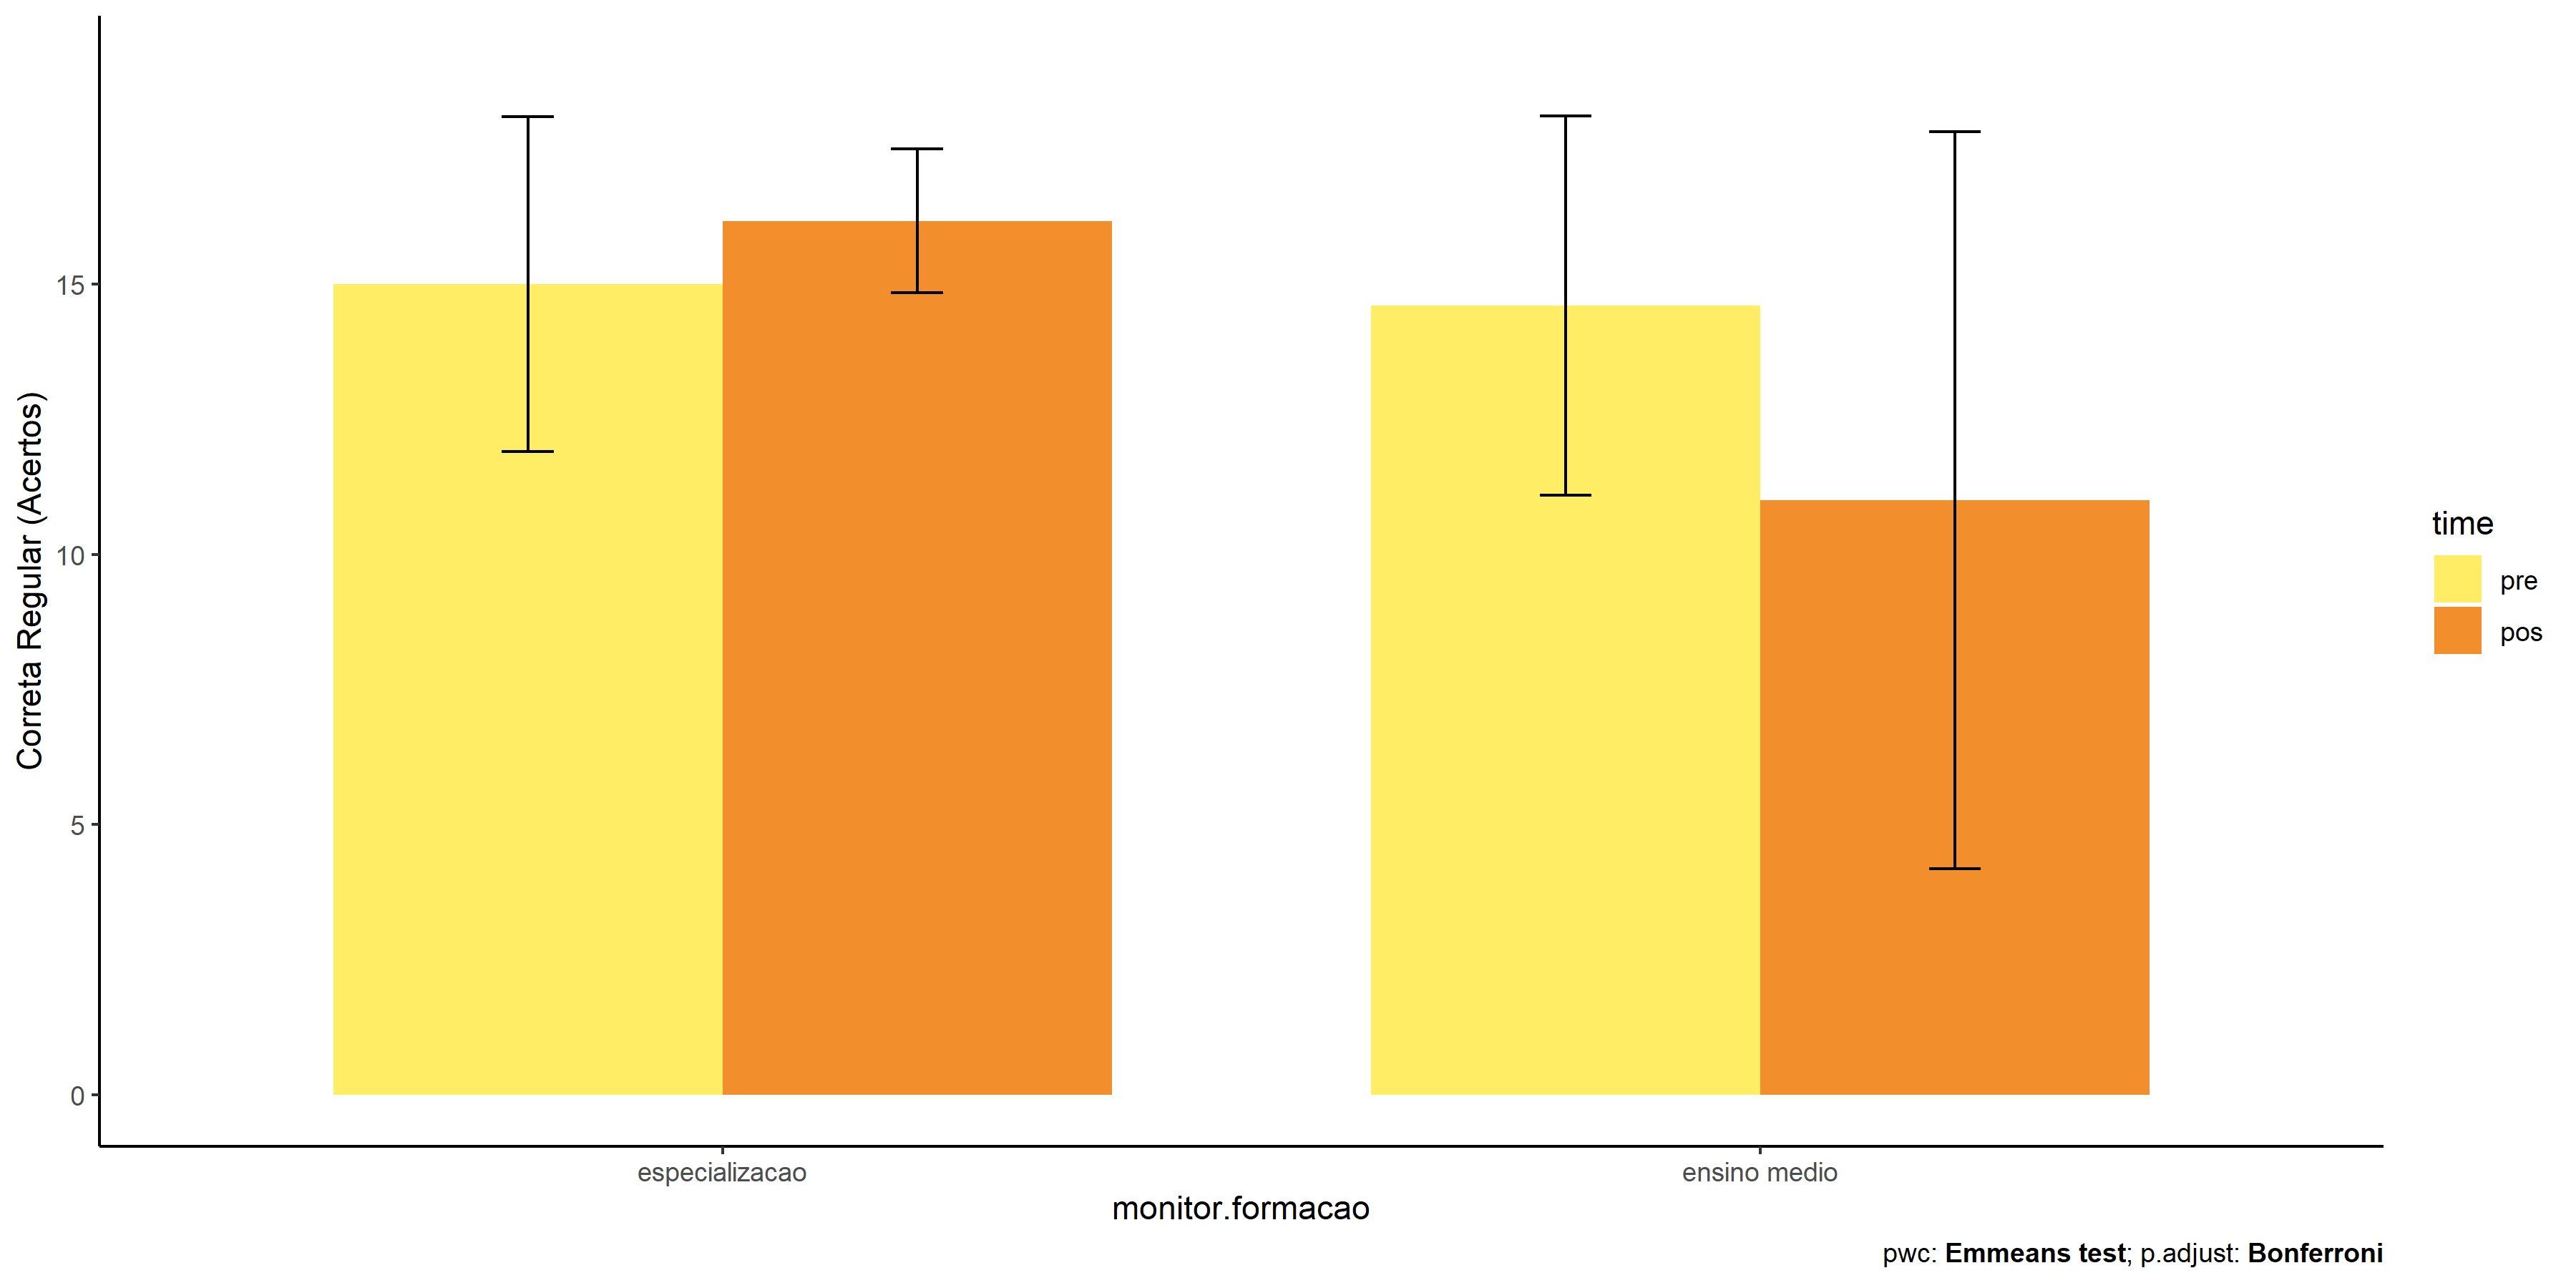 Correta Regular (Acertos)
15
10
5
0
especializacao
ensino medio
monitor.formacao
time
pre
pos
pwc: Emmeans test; p.adjust: Bonferroni